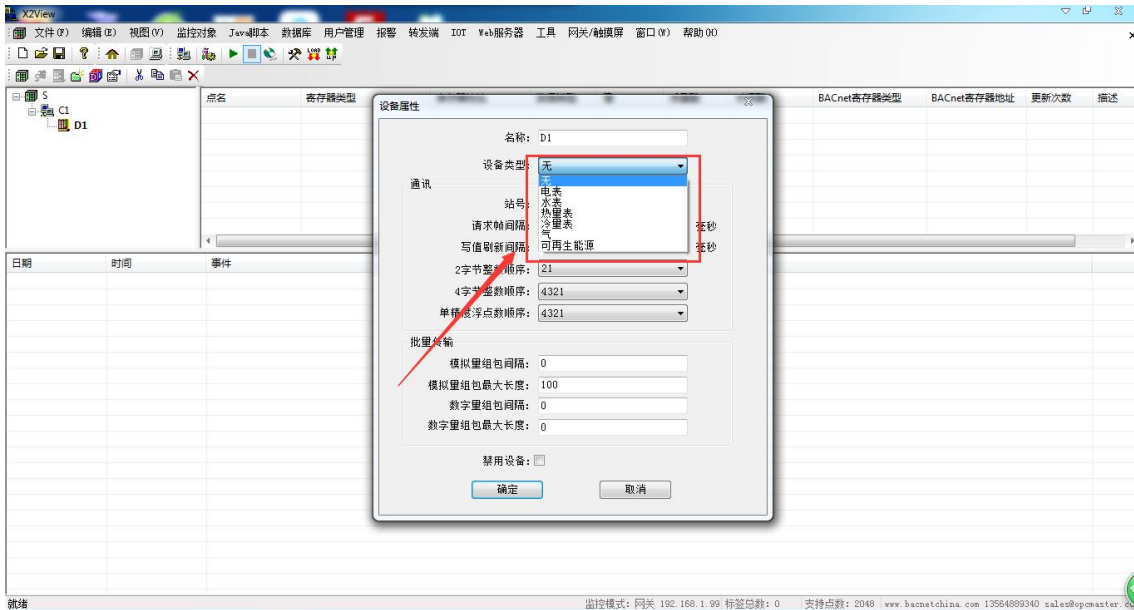 X2View
文件(F) 编辑(E) 视图(V) 监控对象 Java脚本 数据库 用户管理 报警 转发端 IOT Web服务器 工具 网关/触摸屏 窗口(W) 帮助(H)
S
C1
D1
点名 寄存器类型 BACnet寄存器类型 BACnet寄存器地址 更新次数 描述
设备属性
名称: D1
设备类型: 无
无
电表
水表
热量表
冷量表
气
可再生能源
通讯
站号:
请求帧间隔: 毫秒
写值刷新间隔: 毫秒
2字节整数顺序: 21
4字节整数顺序: 4321
单精度浮点数顺序: 4321
批量传输
模拟量组包间隔: 0
模拟量组包最大长度: 100
数字量组包间隔: 0
数字量组包最大长度: 0
禁用设备:
确定 取消
日期 时间 事件
就绪
监控模式: 网关 192.168.1.99 标签总数: 0 支持点数: 2048 www.bacnetchina.com 13564889340 sales@opcmaster.c